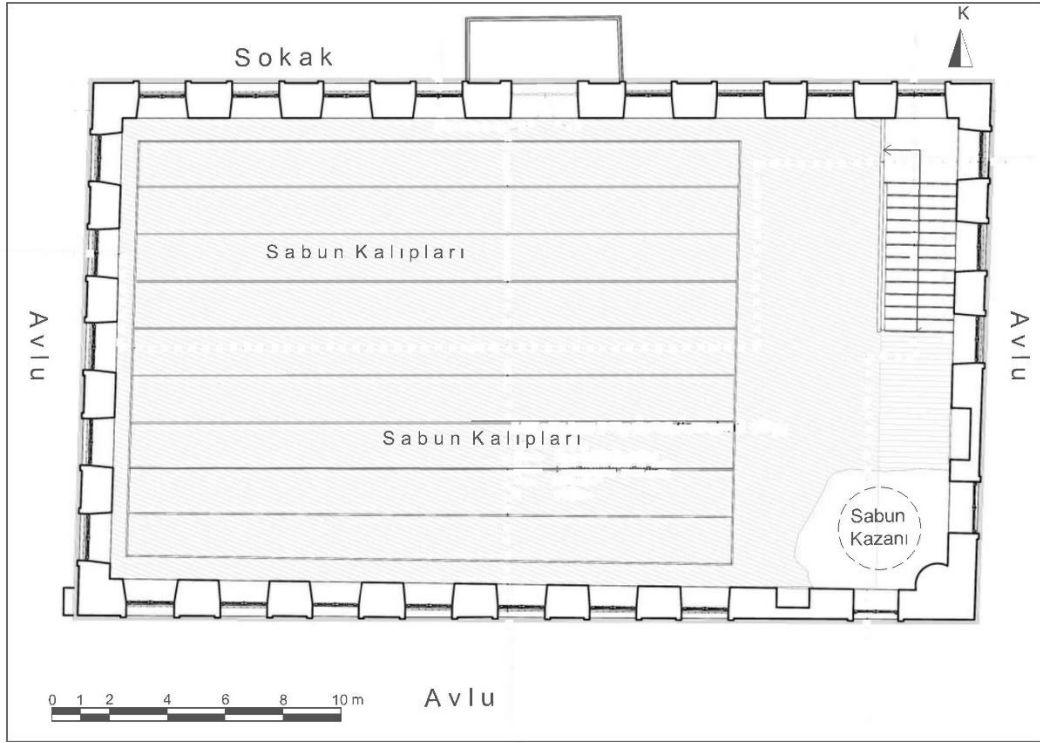 K
Sokak
Sabun Kalıpları
Avlu
Avlu
Sabun Kalıpları
Sabun
Kazanı
0 1 2 4 6 8 10 m
Avlu